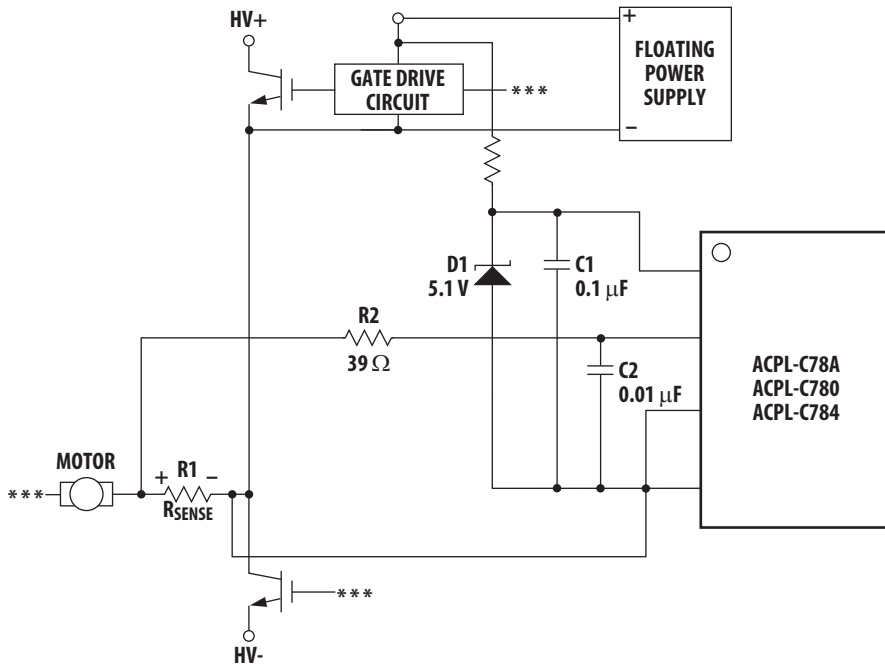 HV+
GATE DRIVE
CIRCUIT
***
+
FLOATING
POWER
SUPPLY
−
D1
5.1 V
C1
0.1 μF
R2
39 Ω
C2
0.01 μF
ACPL-C78A
ACPL-C780
ACPL-C784
MOTOR
***
+ R1 −
RSENSE
***
HV-